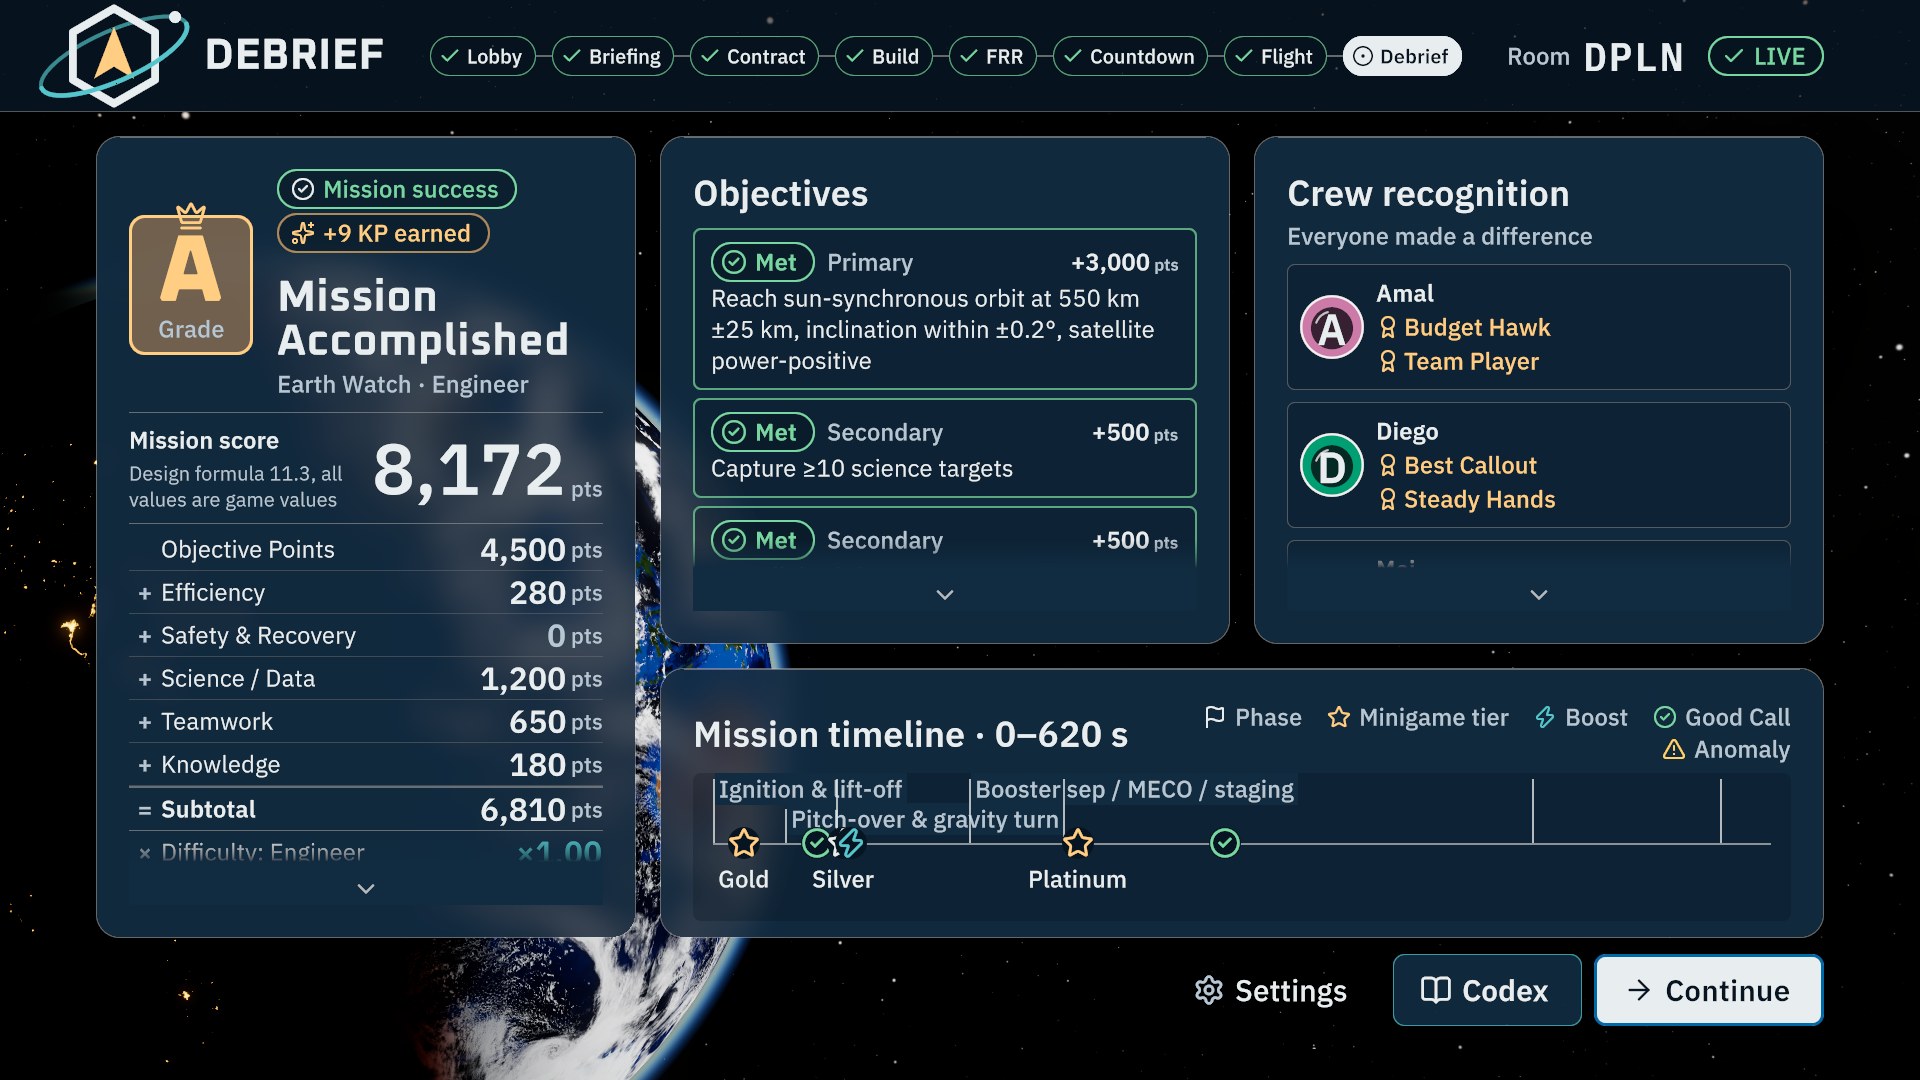 DEBRIEF
Lobby
Briefing
Contract
Build
FRR
Countdown
Flight
Debrief
Room DPLN
LIVE
Mission success
+9 KP earned
A
Grade
Mission
Accomplished
Earth Watch · Engineer
Mission score
Design formula 11.3, all
values are game values
8,172 pts
Objective Points 4,500 pts
+ Efficiency 280 pts
+ Safety & Recovery 0 pts
+ Science / Data 1,200 pts
+ Teamwork 650 pts
+ Knowledge 180 pts
= Subtotal 6,810 pts
× Difficulty: Engineer ×1.00
Objectives
Met Primary +3,000 pts
Reach sun-synchronous orbit at 550 km
±25 km, inclination within ±0.2°, satellite
power-positive
Met Secondary +500 pts
Capture ≥10 science targets
Met Secondary +500 pts
Crew recognition
Everyone made a difference
A
Amal
Budget Hawk
Team Player
D
Diego
Best Callout
Steady Hands
Mission timeline · 0–620 s
Phase
Minigame tier
Boost
Good Call
Anomaly
Ignition & lift-off
Booster sep / MECO / staging
Pitch-over & gravity turn
Gold
Silver
Platinum
Settings
Codex
Continue